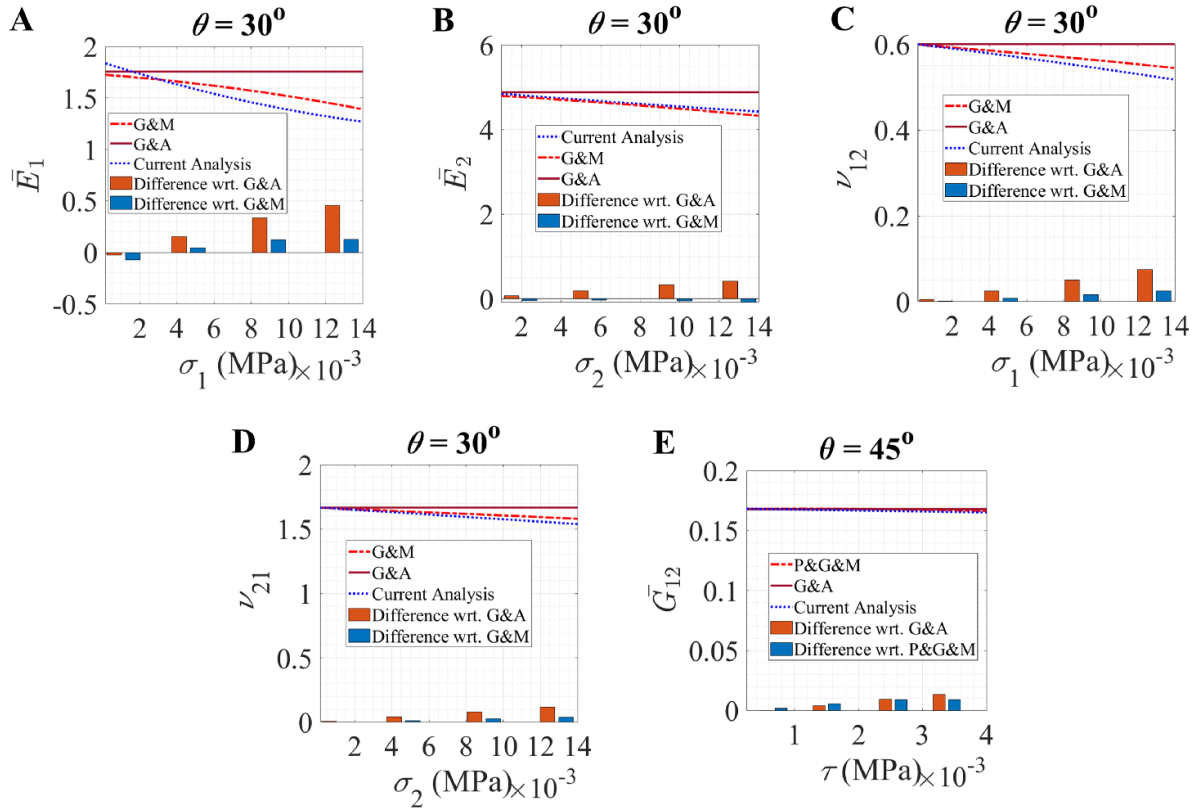 A
θ = 30°
2
1.5
1
0.5
0
-0.5
Ē1
G&M
G&A
Current Analysis
Difference wrt. G&A
Difference wrt. G&M
2 4 6 8 10 12 14
σ1 (MPa)×10-3
B
θ = 30°
6
4
2
0
Ē2
Current Analysis
G&M
G&A
Difference wrt. G&A
Difference wrt. G&M
2 4 6 8 10 12 14
σ2 (MPa)×10-3
C
θ = 30°
0.6
0.4
0.2
0
ν12
G&M
G&A
Current Analysis
Difference wrt. G&A
Difference wrt. G&M
2 4 6 8 10 12 14
σ1 (MPa)×10-3
D
θ = 30°
2
1.5
1
0.5
0
ν21
G&M
G&A
Current Analysis
Difference wrt. G&A
Difference wrt. G&M
2 4 6 8 10 12 14
σ2 (MPa)×10-3
E
θ = 45°
0.2
0.15
0.1
0.05
0
Ḡ12
P&G&M
G&A
Current Analysis
Difference wrt. G&A
Difference wrt. P&G&M
1 2 3 4
τ (MPa)×10-3